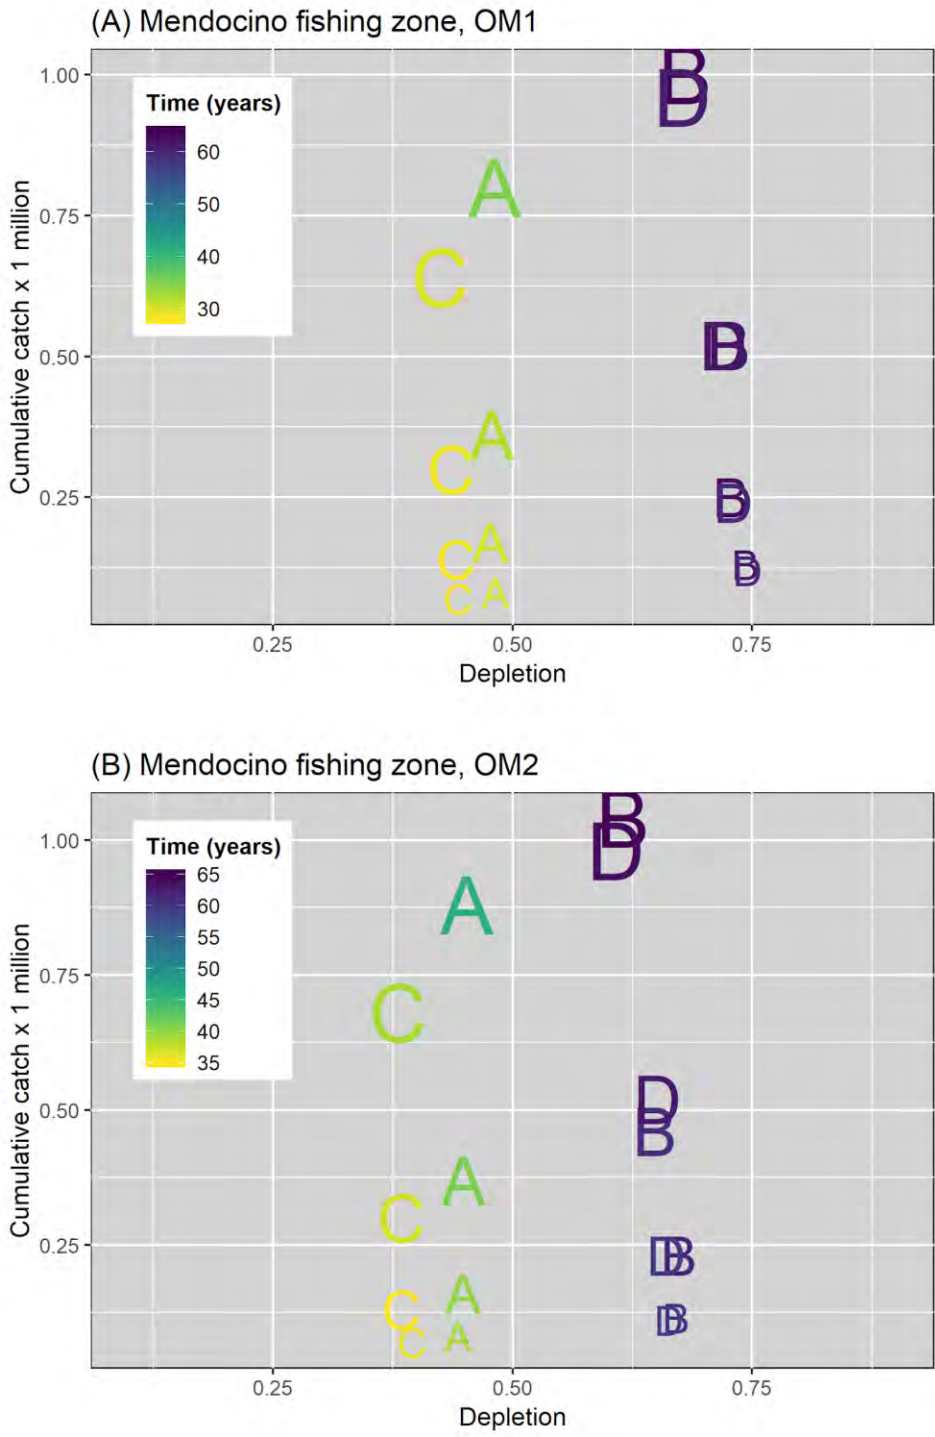 (A) Mendocino fishing zone, OM1
Cumulative catch x 1 million
1.00
0.75
0.50
0.25
Time (years)
60
50
40
30
B
D
A
C
D B
A
C
B D
A
C
B D
A
C
0.25 0.50 0.75
Depletion
(B) Mendocino fishing zone, OM2
Cumulative catch x 1 million
1.00
0.75
0.50
0.25
Time (years)
65
60
55
50
45
40
35
B
D
A
C
D
B
A
C
D B
A
C
D B
A
C
0.25 0.50 0.75
Depletion